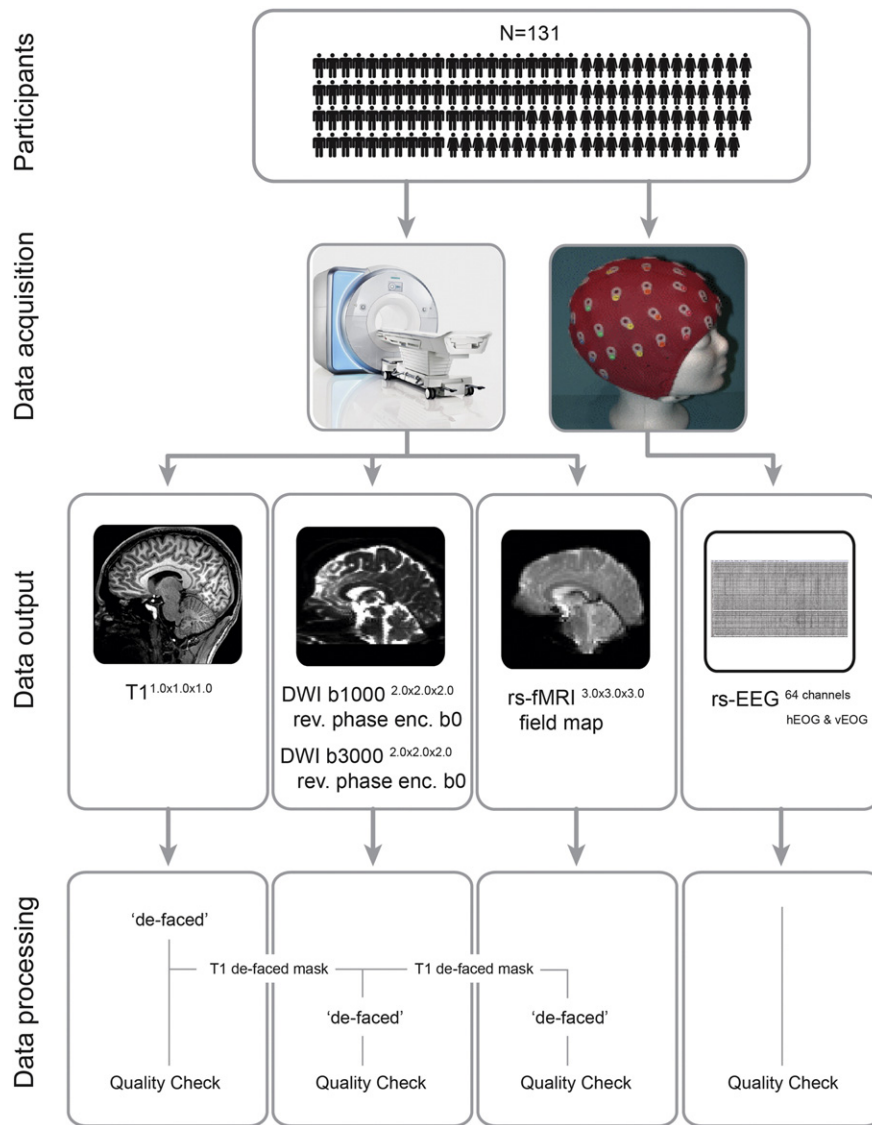 Participants
N=131
Data acquisition
Data output
T1 1.0x1.0x1.0
DWI b1000 2.0x2.0x2.0
rev. phase enc. b0
DWI b3000 2.0x2.0x2.0
rev. phase enc. b0
rs-fMRI 3.0x3.0x3.0
field map
rs-EEG 64 channels
hEOG & vEOG
Data processing
‘de-faced’
T1 de-faced mask
T1 de-faced mask
‘de-faced’
‘de-faced’
Quality Check
Quality Check
Quality Check
Quality Check